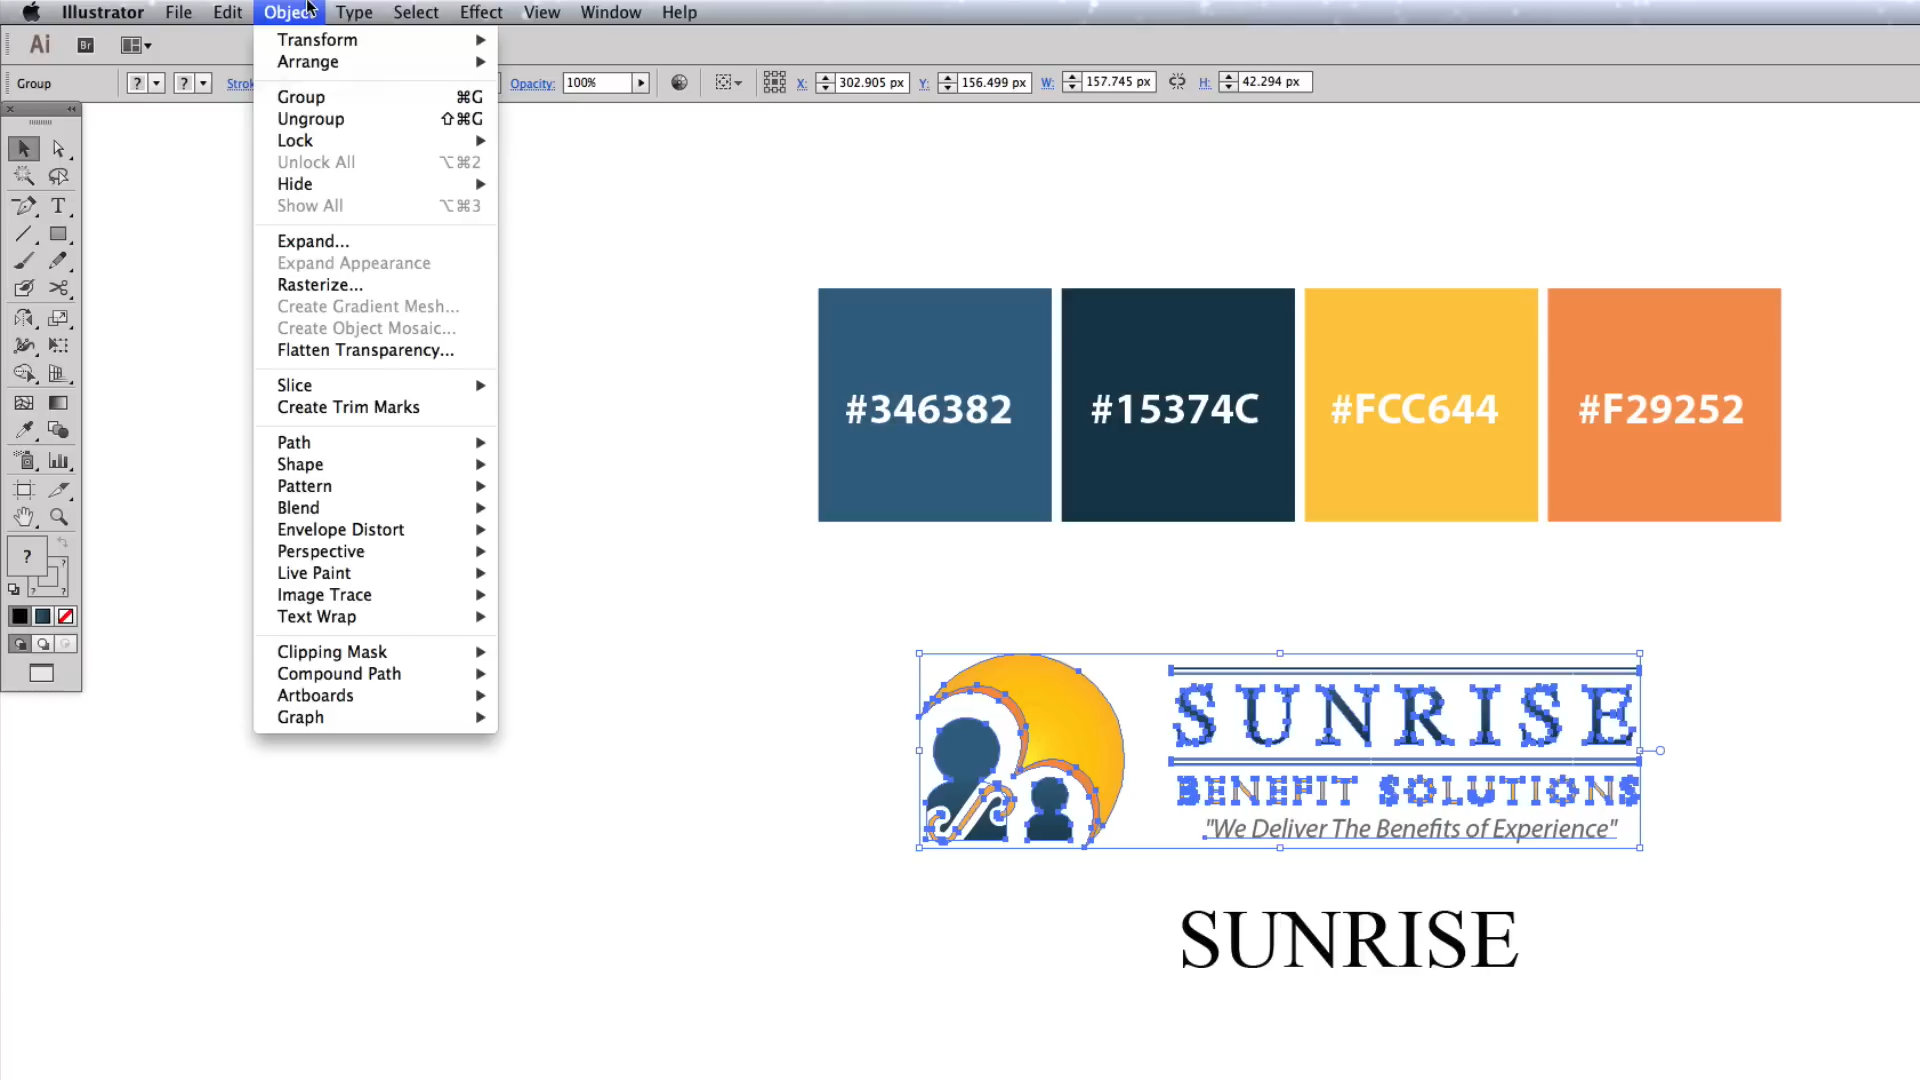 Illustrator File Edit Object Type Select Effect View Window Help
Ai Br
Group ? ? Opacity: 100% X: 302.905 px Y: 156.499 px W: 157.745 px H: 42.294 px
Transform
Arrange
Group ⌘G
Ungroup ⇧⌘G
Lock
Unlock All ⌥⌘2
Hide
Show All ⌥⌘3
Expand...
Expand Appearance
Rasterize...
Create Gradient Mesh...
Create Object Mosaic...
Flatten Transparency...
Slice
Create Trim Marks
Path
Shape
Pattern
Blend
Envelope Distort
Perspective
Live Paint
Image Trace
Text Wrap
Clipping Mask
Compound Path
Artboards
Graph
T
?
? ? ?
#346382 #15374C #FCC644 #F29252
SUNRISE
BENEFIT SOLUTIONS
"We Deliver The Benefits of Experience"
SUNRISE